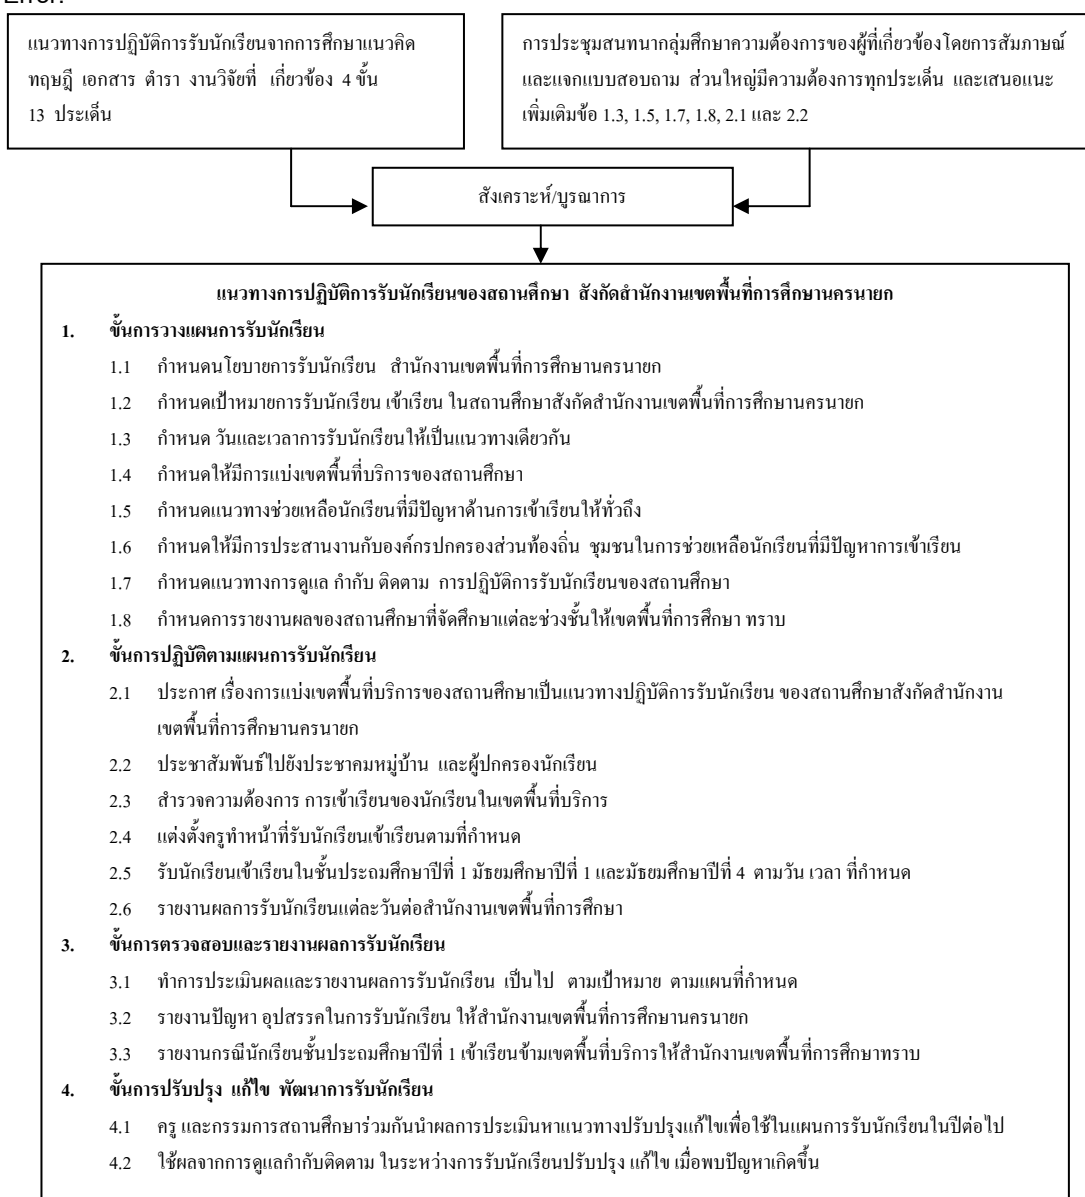 Error!
แนวทางการปฏิบัติการรับนักเรียนจากการศึกษาแนวคิด
ทฤษฎี เอกสาร ตำรา งานวิจัยที่ เกี่ยวข้อง 4 ขั้น
13 ประเด็น
การประชุมสนทนากลุ่มศึกษาความต้องการของผู้ที่เกี่ยวข้องโดยการสัมภาษณ์
และแจกแบบสอบถาม ส่วนใหญ่มีความต้องการทุกประเด็น และเสนอแนะ
เพิ่มเติมข้อ 1.3, 1.5, 1.7, 1.8, 2.1 และ 2.2
สังเคราะห์/บูรณาการ
แนวทางการปฏิบัติการรับนักเรียนของสถานศึกษา สังกัดสำนักงานเขตพื้นที่การศึกษานครนายก
1. ขั้นการวางแผนการรับนักเรียน
1.1 กำหนดนโยบายการรับนักเรียน สำนักงานเขตพื้นที่การศึกษานครนายก
1.2 กำหนดเป้าหมายการรับนักเรียน เข้าเรียน ในสถานศึกษาสังกัดสำนักงานเขตพื้นที่การศึกษานครนายก
1.3 กำหนด วันและเวลาการรับนักเรียนให้เป็นแนวทางเดียวกัน
1.4 กำหนดให้มีการแบ่งเขตพื้นที่บริการของสถานศึกษา
1.5 กำหนดแนวทางช่วยเหลือนักเรียนที่มีปัญหาด้านการเข้าเรียนให้ทั่วถึง
1.6 กำหนดให้มีการประสานงานกับองค์กรปกครองส่วนท้องถิ่น ชุมชนในการช่วยเหลือนักเรียนที่มีปัญหาการเข้าเรียน
1.7 กำหนดแนวทางการดูแล กำกับ ติดตาม การปฏิบัติการรับนักเรียนของสถานศึกษา
1.8 กำหนดการรายงานผลของสถานศึกษาที่จัดศึกษาแต่ละช่วงชั้นให้เขตพื้นที่การศึกษา ทราบ
2. ขั้นการปฏิบัติตามแผนการรับนักเรียน
2.1 ประกาศ เรื่องการแบ่งเขตพื้นที่บริการของสถานศึกษาเป็นแนวทางปฏิบัติการรับนักเรียน ของสถานศึกษาสังกัดสำนักงาน
เขตพื้นที่การศึกษานครนายก
2.2 ประชาสัมพันธ์ไปยังประชาคมหมู่บ้าน และผู้ปกครองนักเรียน
2.3 สำรวจความต้องการ การเข้าเรียนของนักเรียนในเขตพื้นที่บริการ
2.4 แต่งตั้งครูทำหน้าที่รับนักเรียนเข้าเรียนตามที่กำหนด
2.5 รับนักเรียนเข้าเรียนในชั้นประถมศึกษาปีที่ 1 มัธยมศึกษาปีที่ 1 และมัธยมศึกษาปีที่ 4 ตามวัน เวลา ที่กำหนด
2.6 รายงานผลการรับนักเรียนแต่ละวันต่อสำนักงานเขตพื้นที่การศึกษา
3. ขั้นการตรวจสอบและรายงานผลการรับนักเรียน
3.1 ทำการประเมินผลและรายงานผลการรับนักเรียน เป็นไป ตามเป้าหมาย ตามแผนที่กำหนด
3.2 รายงานปัญหา อุปสรรคในการรับนักเรียน ให้สำนักงานเขตพื้นที่การศึกษานครนายก
3.3 รายงานกรณีนักเรียนชั้นประถมศึกษาปีที่ 1 เข้าเรียนข้ามเขตพื้นที่บริการให้สำนักงานเขตพื้นที่การศึกษาทราบ
4. ขั้นการปรับปรุง แก้ไข พัฒนาการรับนักเรียน
4.1 ครู และกรรมการสถานศึกษาร่วมกันนำผลการประเมินหาแนวทางปรับปรุงแก้ไขเพื่อใช้ในแผนการรับนักเรียนในปีต่อไป
4.2 ใช้ผลจากการดูแลกำกับติดตาม ในระหว่างการรับนักเรียนปรับปรุง แก้ไข เมื่อพบปัญหาเกิดขึ้น